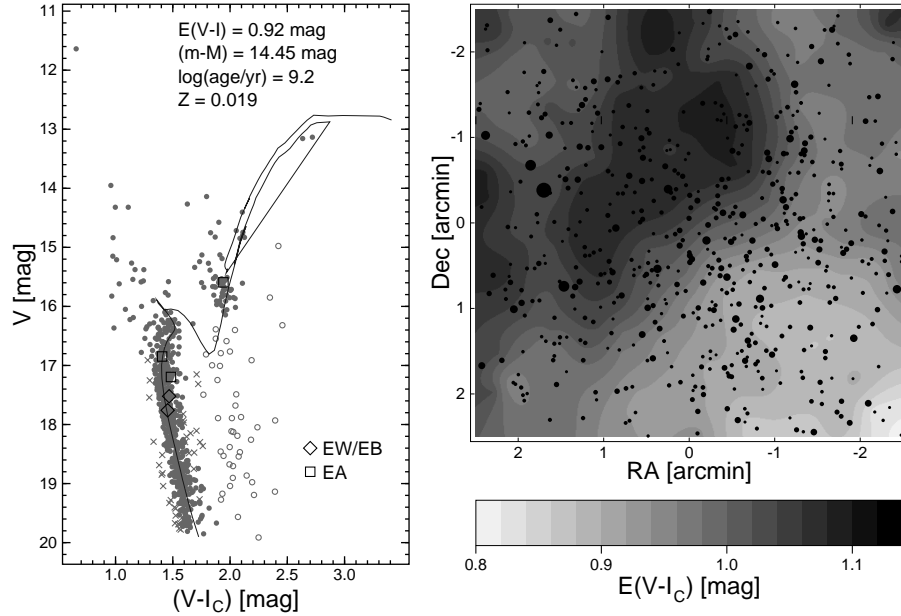 E(V-I) = 0.92 mag
(m-M) = 14.45 mag
log(age/yr) = 9.2
Z = 0.019
11
12
13
14
15
16
17
18
19
20
V [mag]
EW/EB
EA
1.0
1.5
2.0
2.5
3.0
(V-I_C) [mag]
-2
-1
0
1
2
Dec [arcmin]
2
1
0
-1
-2
RA [arcmin]
0.8
0.9
1.0
1.1
E(V-I_C) [mag]